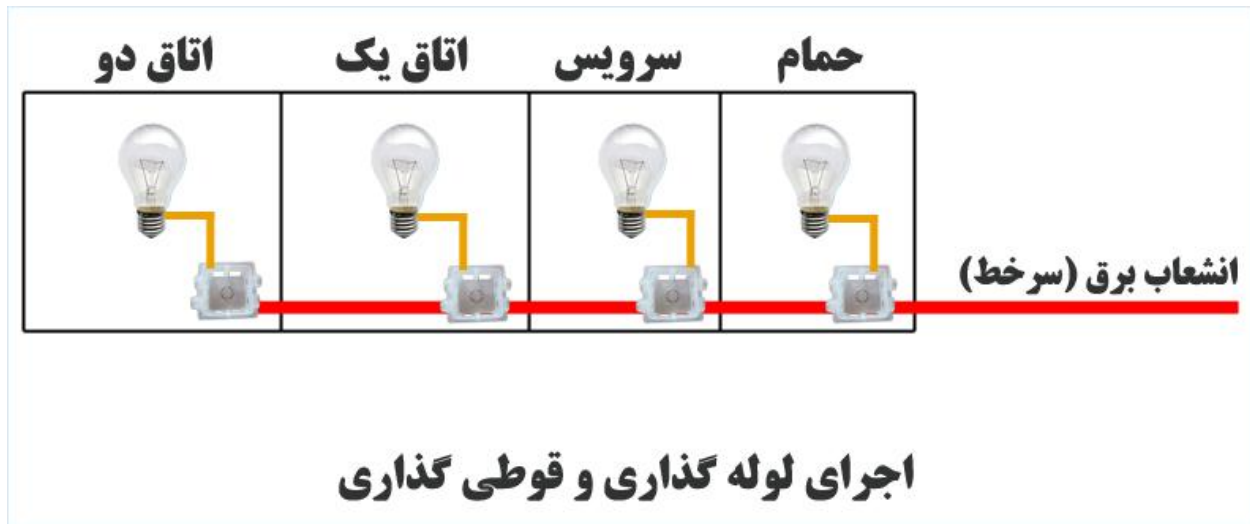 حمام
سرویس
اتاق یک
اتاق دو
انشعاب برق (سرخط)
اجرای لوله گذاری و قوطی گذاری